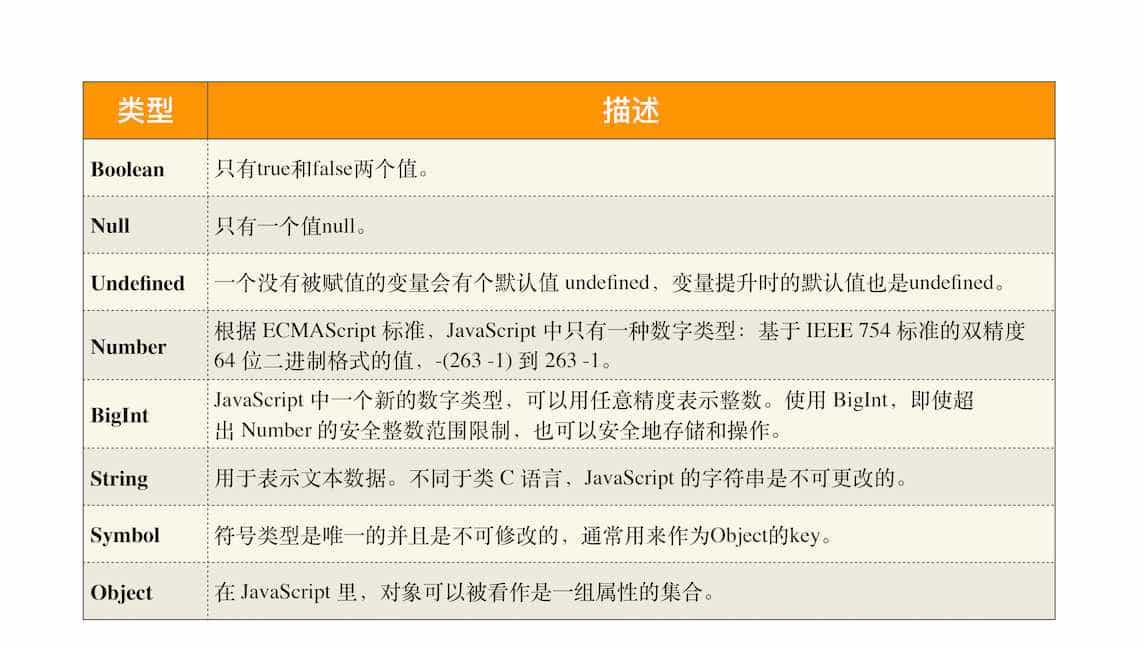 类型 描述
Boolean 只有true和false两个值。
Null 只有一个值null。
Undefined 一个没有被赋值的变量会有个默认值 undefined，变量提升时的默认值也是undefined。
Number 根据 ECMAScript 标准，JavaScript 中只有一种数字类型：基于 IEEE 754 标准的双精度
64 位二进制格式的值，-(263 -1) 到 263 -1。
BigInt JavaScript 中一个新的数字类型，可以用任意精度表示整数。使用 BigInt，即使超
出 Number 的安全整数范围限制，也可以安全地存储和操作。
String 用于表示文本数据。不同于类 C 语言，JavaScript 的字符串是不可更改的。
Symbol 符号类型是唯一的并且是不可修改的，通常用来作为Object的key。
Object 在 JavaScript 里，对象可以被看作是一组属性的集合。